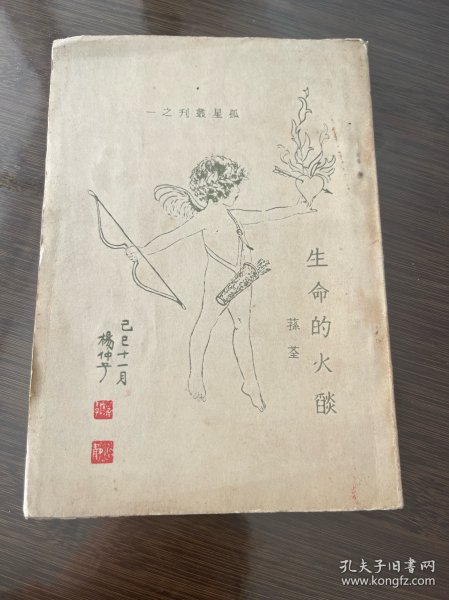 一之刊叢星孤
生命的火燄
蓀荃
己巳十一月
楊仲子
孔夫子旧书网
www.kongfz.com